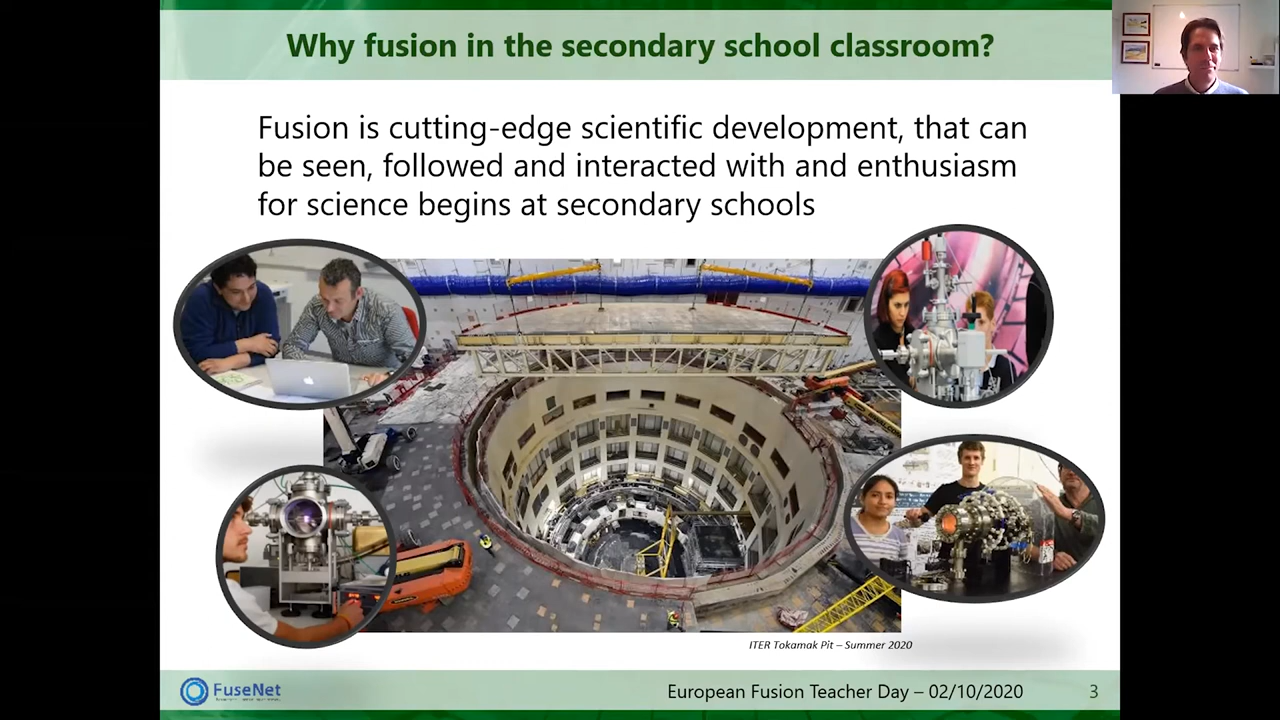 Why fusion in the secondary school classroom?
Fusion is cutting-edge scientific development, that can
be seen, followed and interacted with and enthusiasm
for science begins at secondary schools
ITER Tokamak Pit – Summer 2020
FuseNet
European Fusion Teacher Day – 02/10/2020
3